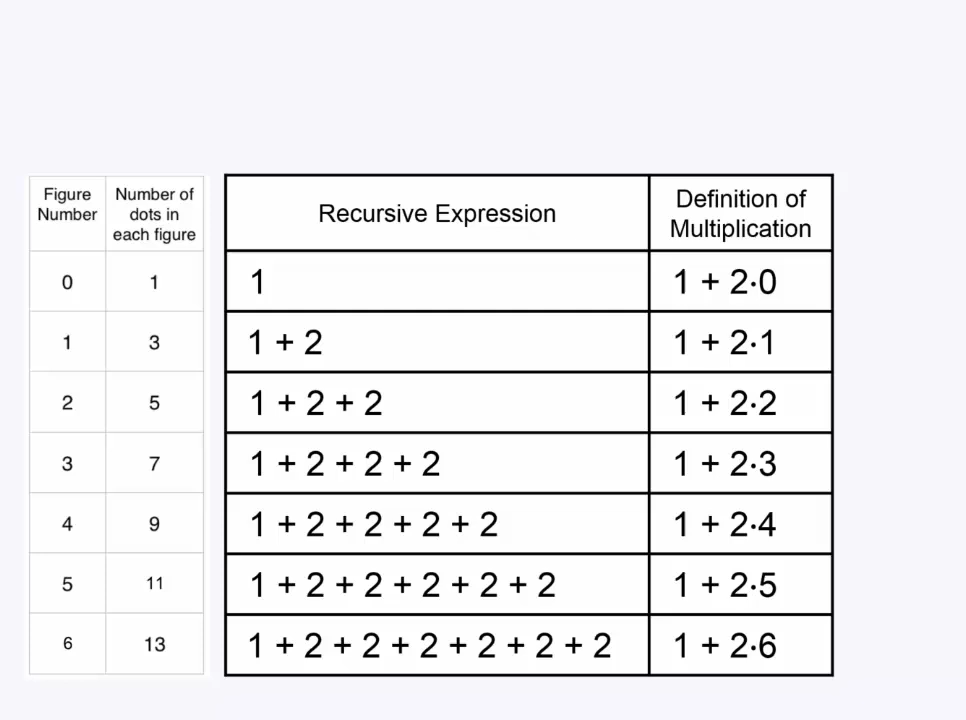 Figure Number
Number of dots in each figure
Recursive Expression
Definition of Multiplication
0 1 1 1 + 2·0
1 3 1 + 2 1 + 2·1
2 5 1 + 2 + 2 1 + 2·2
3 7 1 + 2 + 2 + 2 1 + 2·3
4 9 1 + 2 + 2 + 2 + 2 1 + 2·4
5 11 1 + 2 + 2 + 2 + 2 + 2 1 + 2·5
6 13 1 + 2 + 2 + 2 + 2 + 2 + 2 1 + 2·6